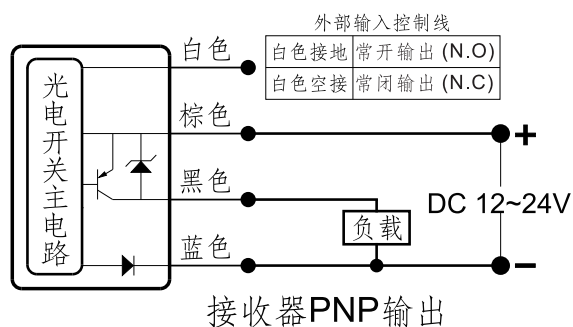 外部输入控制线
白色接地 常开输出 (N.O)
白色空接 常闭输出 (N.C)
白色
棕色
黑色
蓝色
光电开关主电路
负载
+
DC 12~24V
−
接收器PNP输出